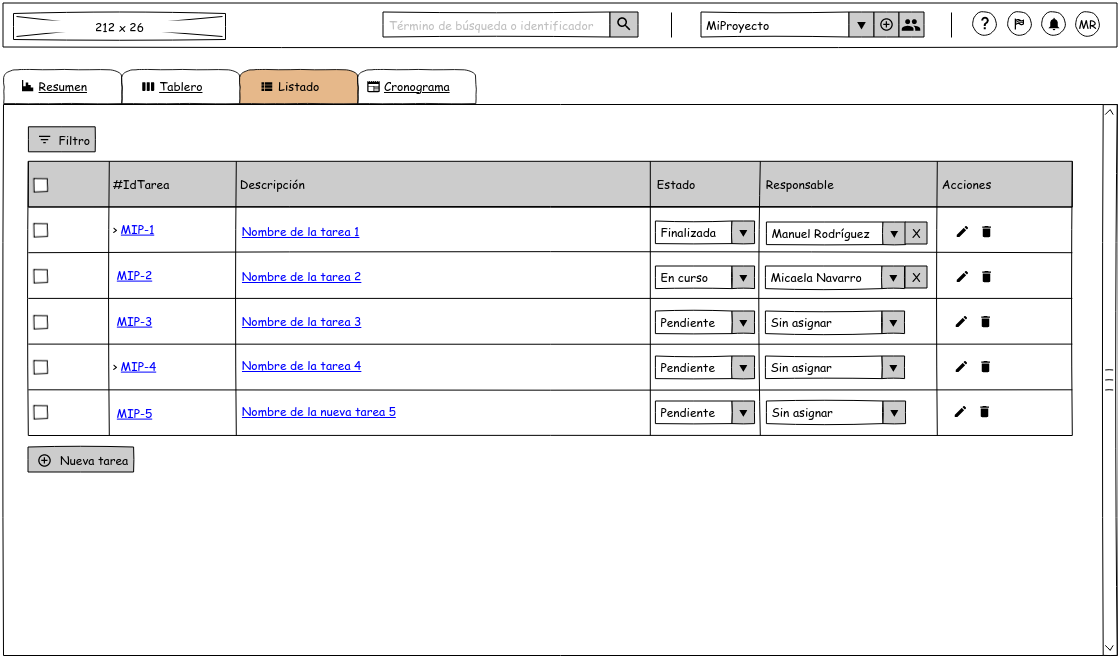 212 x 26
Término de búsqueda o identificador
MiProyecto
?
MR
Resumen
Tablero
Listado
Cronograma
Filtro
#IdTarea Descripción Estado Responsable Acciones
> MIP-1 Nombre de la tarea 1 Finalizada Manuel Rodríguez X
MIP-2 Nombre de la tarea 2 En curso Micaela Navarro X
MIP-3 Nombre de la tarea 3 Pendiente Sin asignar
> MIP-4 Nombre de la tarea 4 Pendiente Sin asignar
MIP-5 Nombre de la nueva tarea 5 Pendiente Sin asignar
Nueva tarea